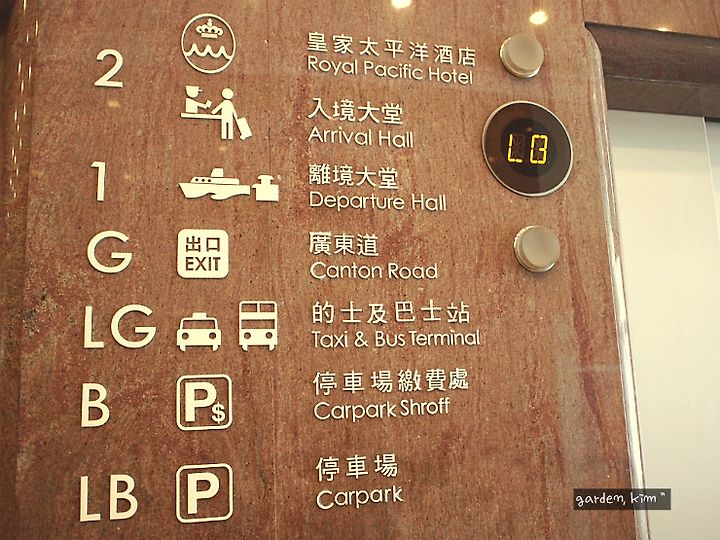 2
皇家太平洋酒店
Royal Pacific Hotel
入境大堂
Arrival Hall
LG
1
離境大堂
Departure Hall
G
出口
EXIT
廣東道
Canton Road
LG
的士及巴士站
Taxi & Bus Terminal
B
P$
停車場繳費處
Carpark Shroff
LB
P
停車場
Carpark
garden, kim "